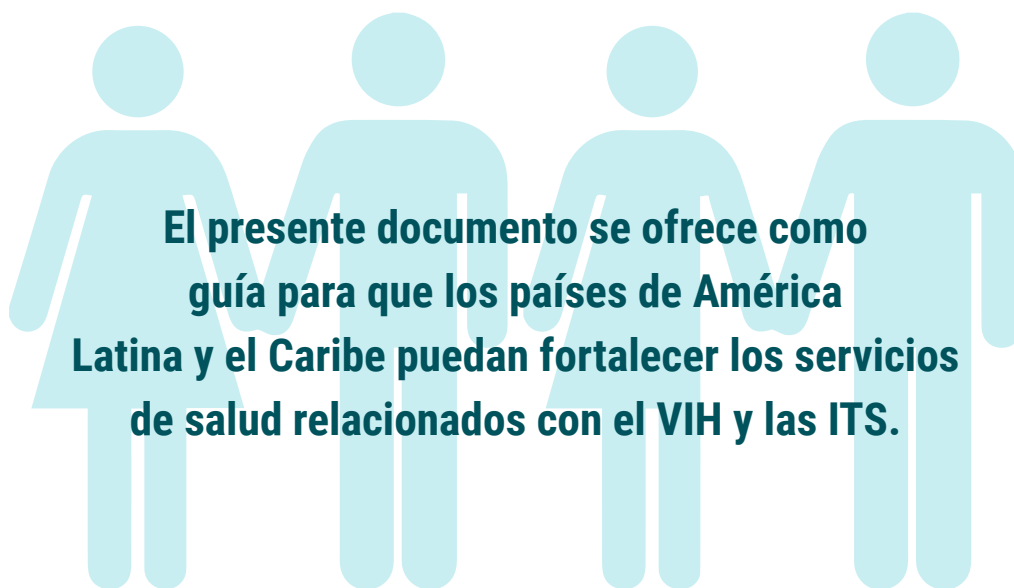 El presente documento se ofrece como
guía para que los países de América
Latina y el Caribe puedan fortalecer los servicios
de salud relacionados con el VIH y las ITS.